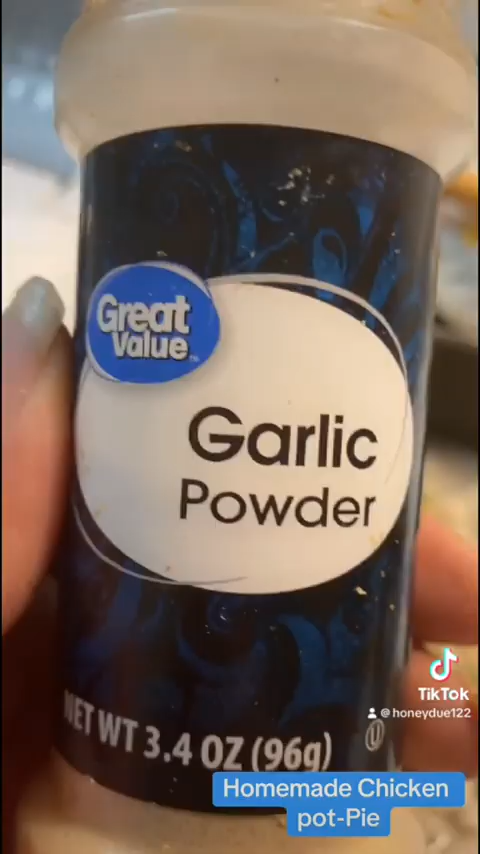 Great
Value
Garlic
Powder
NET WT 3.4 OZ (96g)
U
TikTok
@honeydue122
Homemade Chicken
pot-Pie